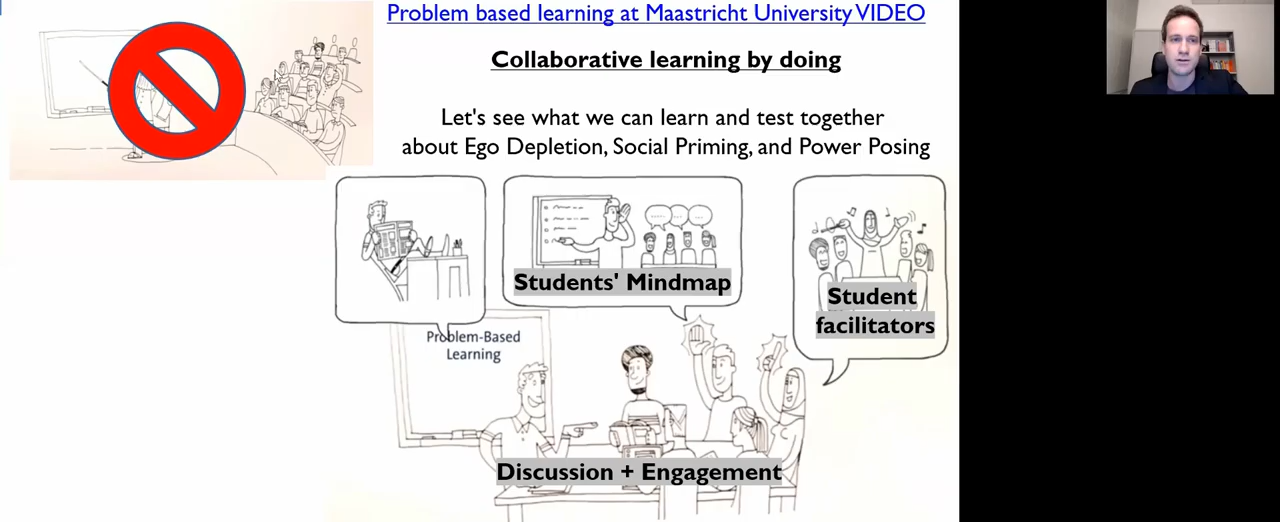 Problem based learning at Maastricht University VIDEO
Collaborative learning by doing
Let's see what we can learn and test together
about Ego Depletion, Social Priming, and Power Posing
Students' Mindmap
Student
facilitators
Problem-Based
Learning
Discussion + Engagement